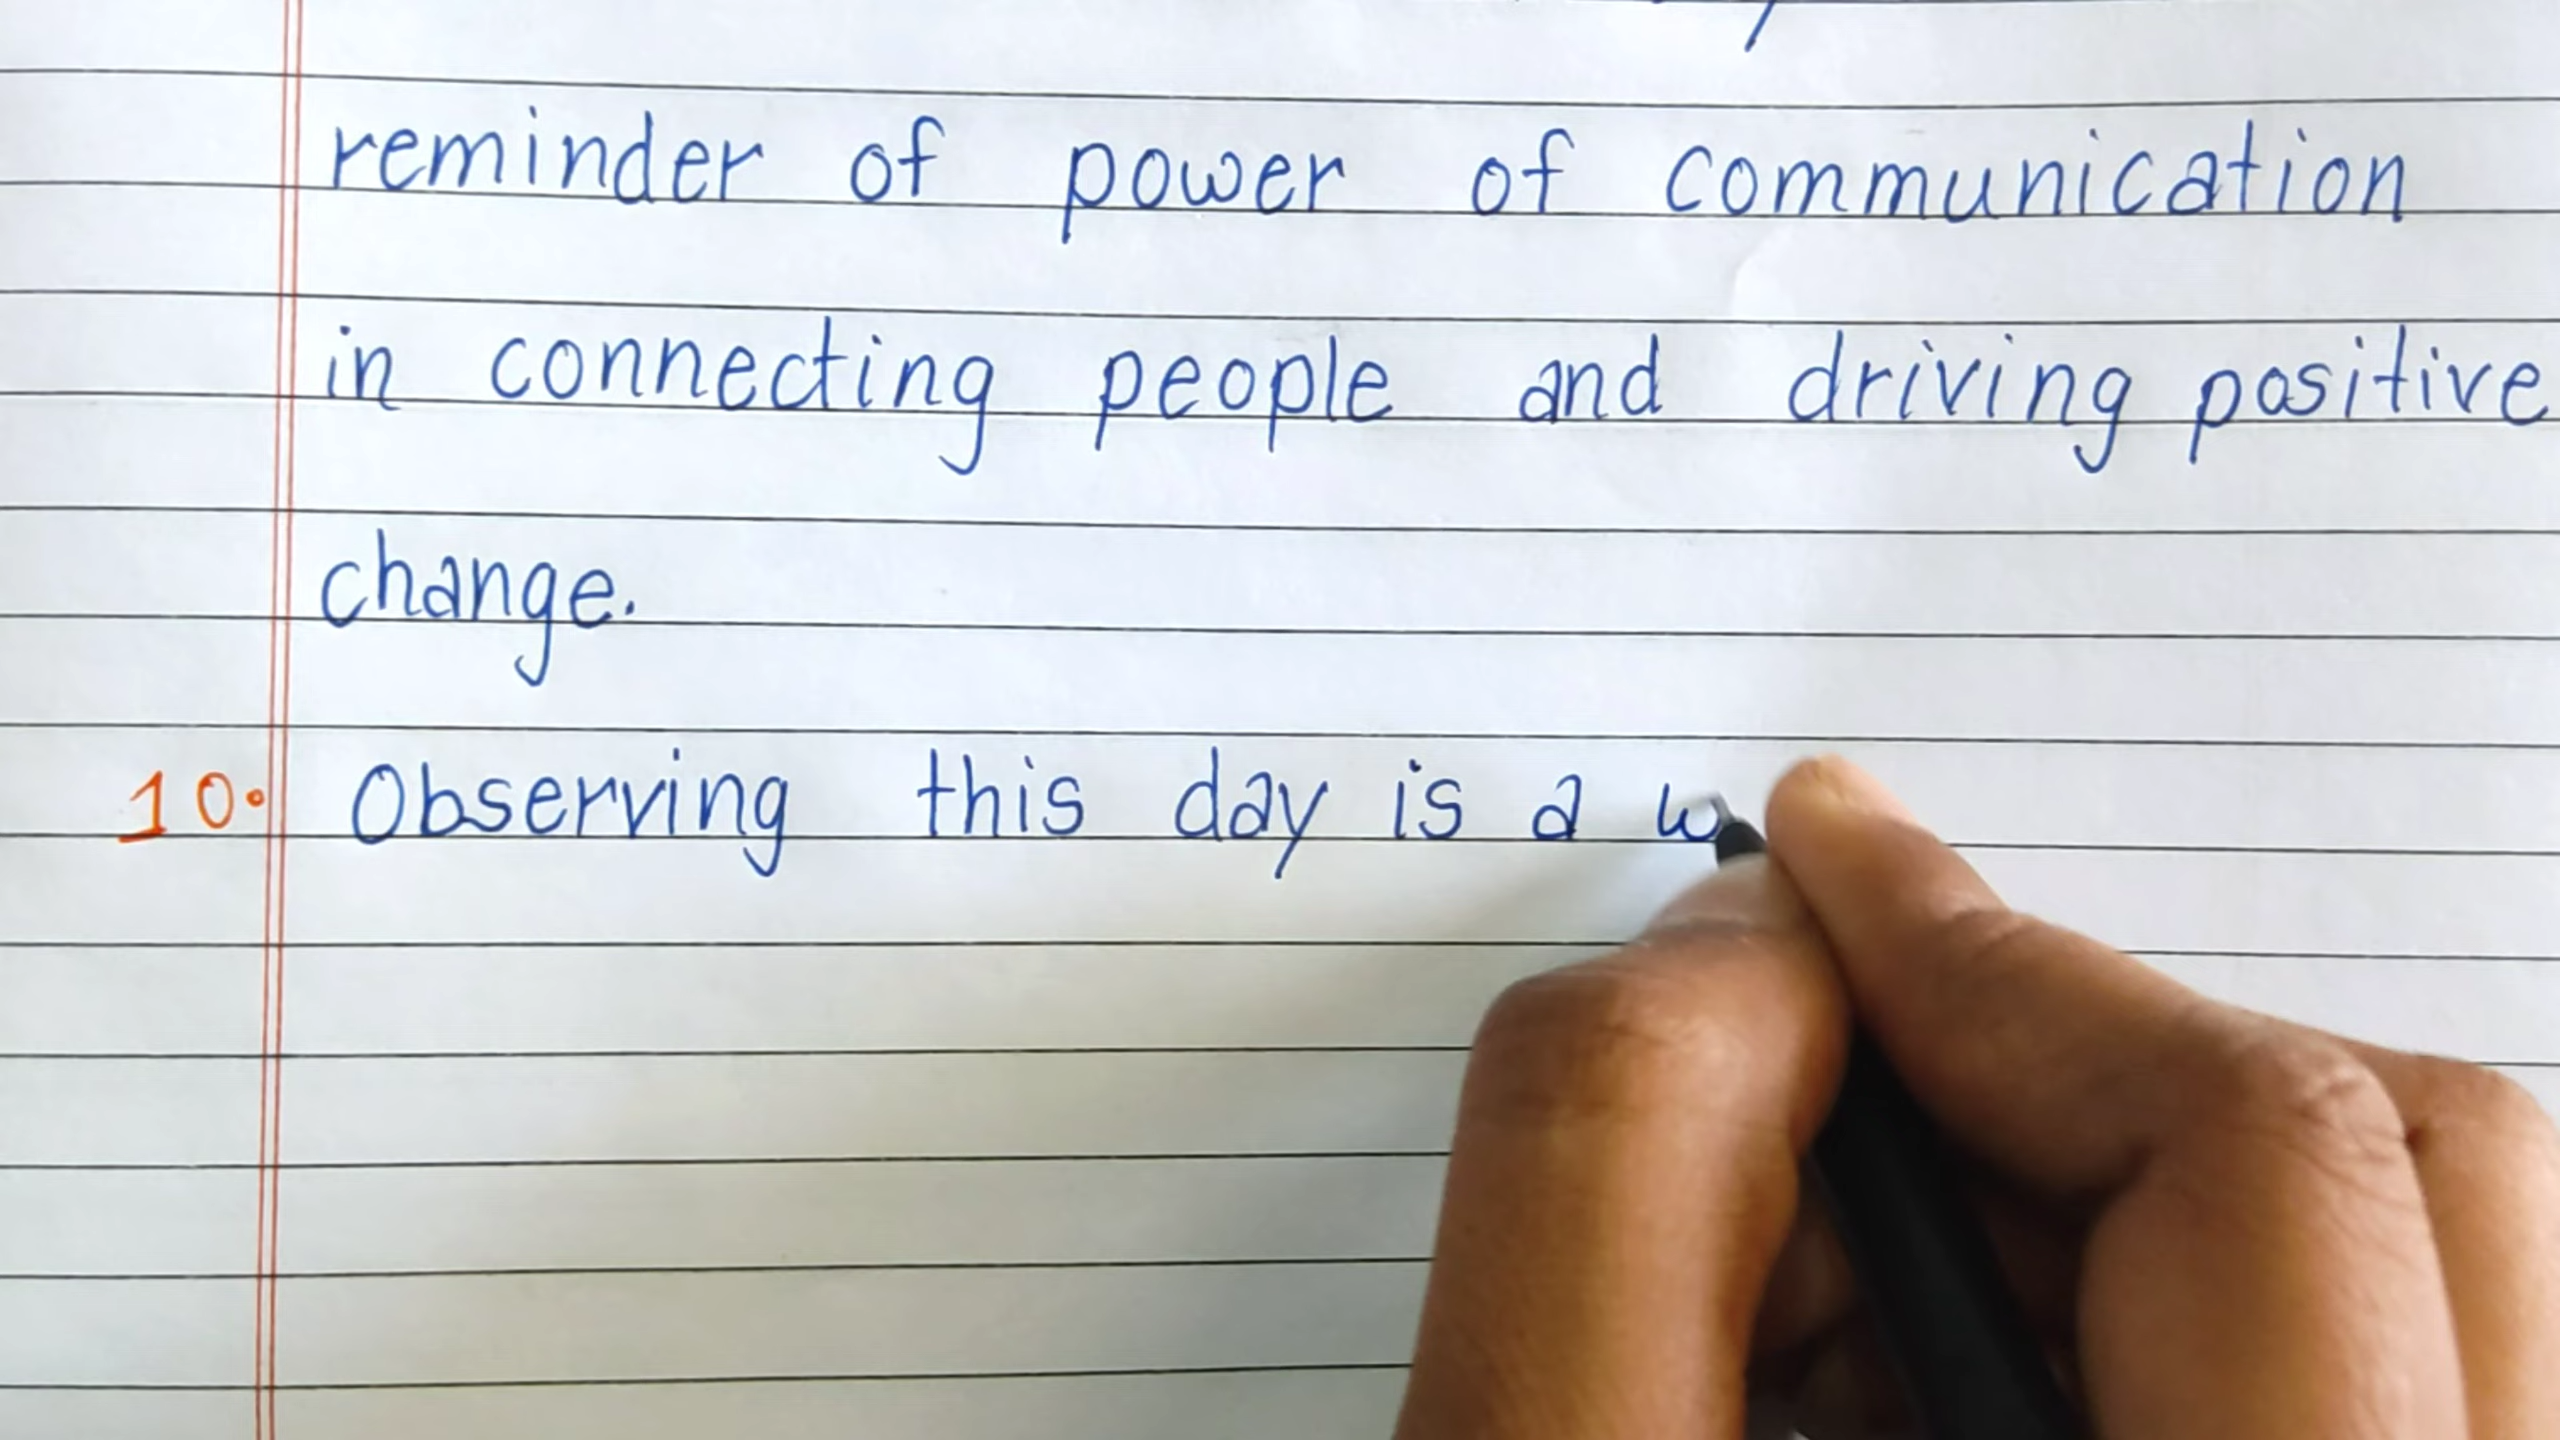 reminder of power of communication
in connecting people and driving positive
change.
10. Observing this day is a w